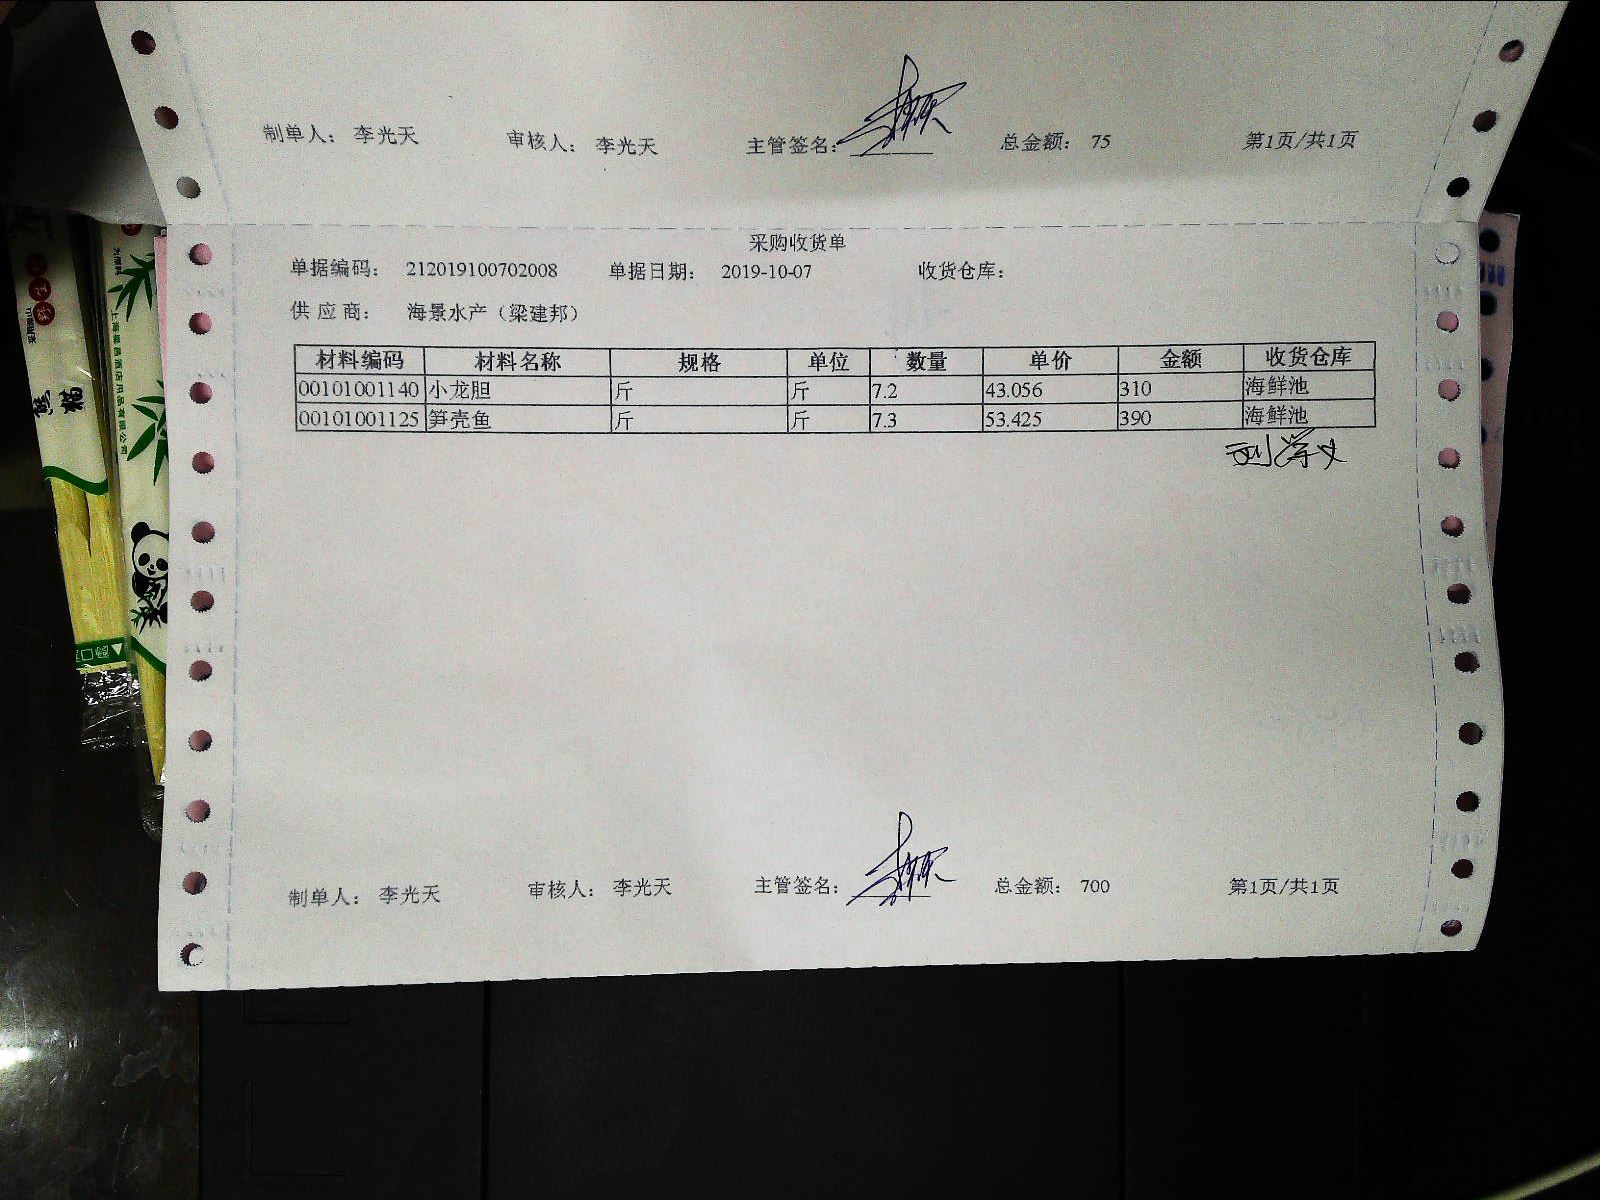 制单人： 李光天 审核人： 李光天 主管签名： 总金额： 75 第1页/共1页
采购收货单
单据编码： 212019100702008 单据日期： 2019-10-07 收货仓库：
供应商： 海景水产（梁建邦）
材料编码 材料名称 规格 单位 数量 单价 金额 收货仓库
00101001140 小龙胆 斤 斤 7.2 43.056 310 海鲜池
00101001125 笋壳鱼 斤 斤 7.3 53.425 390 海鲜池
刘学文
制单人： 李光天 审核人： 李光天 主管签名： 总金额： 700 第1页/共1页